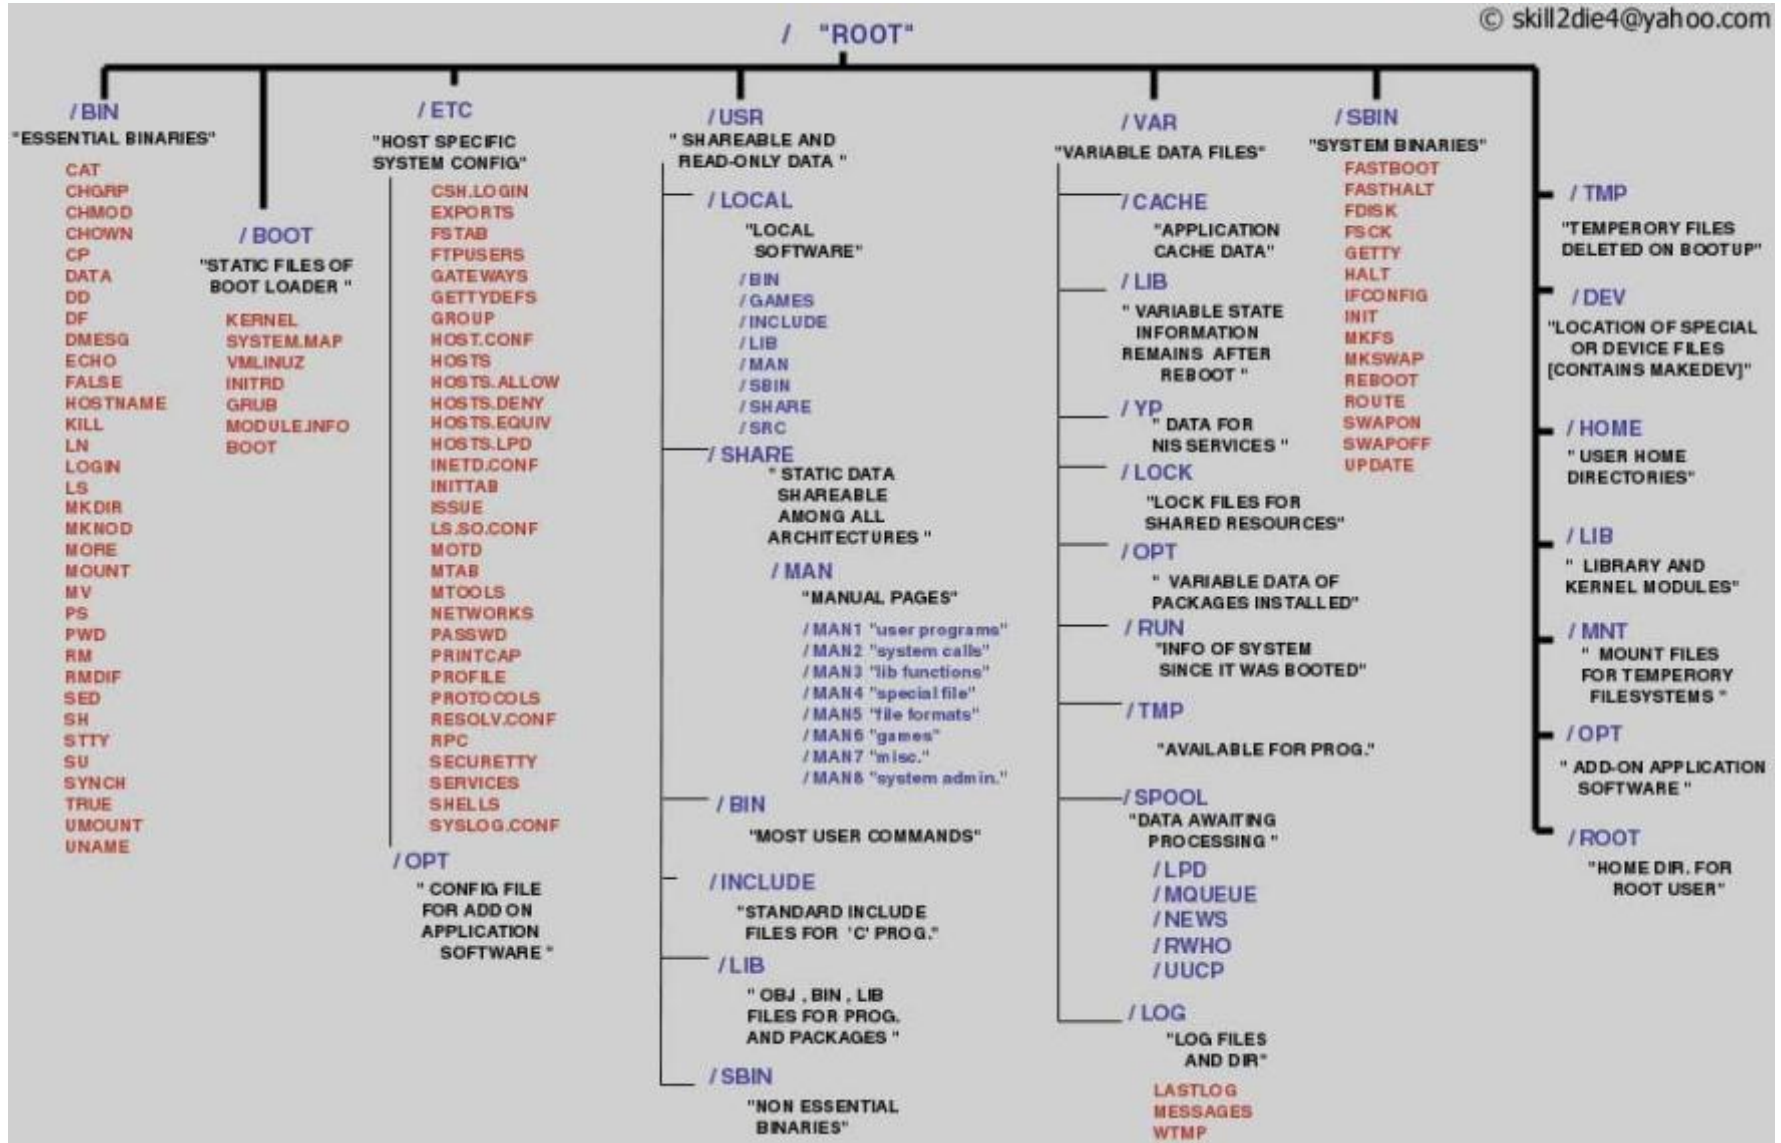 © skill2die4@yahoo.com
/ "ROOT"
/ BIN
"ESSENTIAL BINARIES"
CAT
CHGRP
CHMOD
CHOWN
CP
DATA
DD
DF
DMESG
ECHO
FALSE
HOSTNAME
KILL
LN
LOGIN
LS
MKDIR
MKNOD
MORE
MOUNT
MV
PS
PWD
RM
RMDIF
SED
SH
STTY
SU
SYNCH
TRUE
UMOUNT
UNAME
/ BOOT
"STATIC FILES OF
BOOT LOADER "
KERNEL
SYSTEM.MAP
VMLINUZ
INITRD
GRUB
MODULE.INFO
BOOT
/ ETC
"HOST SPECIFIC
SYSTEM CONFIG"
CSH.LOGIN
EXPORTS
FSTAB
FTPUSERS
GATEWAYS
GETTYDEFS
GROUP
HOST.CONF
HOSTS
HOSTS.ALLOW
HOSTS.DENY
HOSTS.EQUIV
HOSTS.LPD
INETD.CONF
INITTAB
ISSUE
LS.SO.CONF
MOTD
MTAB
MTOOLS
NETWORKS
PASSWD
PRINTCAP
PROFILE
PROTOCOLS
RESOLV.CONF
RPC
SECURETTY
SERVICES
SHELLS
SYSLOG.CONF
/ OPT
" CONFIG FILE
FOR ADD ON
APPLICATION
SOFTWARE "
/ USR
" SHAREABLE AND
READ-ONLY DATA "
/ LOCAL
"LOCAL
SOFTWARE"
/ BIN
/ GAMES
/ INCLUDE
/ LIB
/ MAN
/ SBIN
/ SHARE
/ SRC
/ SHARE
" STATIC DATA
SHAREABLE
AMONG ALL
ARCHITECTURES "
/ MAN
"MANUAL PAGES"
/ MAN1 "user programs"
/ MAN2 "system calls"
/ MAN3 "lib functions"
/ MAN4 "special file"
/ MAN5 "file formats"
/ MAN6 "games"
/ MAN7 "misc."
/ MAN8 "system admin."
/ BIN
"MOST USER COMMANDS"
/ INCLUDE
"STANDARD INCLUDE
FILES FOR 'C' PROG."
/ LIB
" OBJ , BIN , LIB
FILES FOR PROG.
AND PACKAGES "
/ SBIN
"NON ESSENTIAL
BINARIES"
/ VAR
"VARIABLE DATA FILES"
/ CACHE
"APPLICATION
CACHE DATA"
/ LIB
" VARIABLE STATE
INFORMATION
REMAINS AFTER
REBOOT "
/ YP
" DATA FOR
NIS SERVICES "
/ LOCK
"LOCK FILES FOR
SHARED RESOURCES"
/ OPT
" VARIABLE DATA OF
PACKAGES INSTALLED"
/ RUN
"INFO OF SYSTEM
SINCE IT WAS BOOTED"
/ TMP
"AVAILABLE FOR PROG."
/ SPOOL
"DATA AWAITING
PROCESSING "
/ LPD
/ MQUEUE
/ NEWS
/ RWHO
/ UUCP
/ LOG
"LOG FILES
AND DIR"
LASTLOG
MESSAGES
WTMP
/ SBIN
"SYSTEM BINARIES"
FASTBOOT
FASTHALT
FDISK
FSCK
GETTY
HALT
IFCONFIG
INIT
MKFS
MKSWAP
REBOOT
ROUTE
SWAPON
SWAPOFF
UPDATE
/ TMP
"TEMPERORY FILES
DELETED ON BOOTUP"
/ DEV
"LOCATION OF SPECIAL
OR DEVICE FILES
[CONTAINS MAKEDEV]"
/ HOME
" USER HOME
DIRECTORIES"
/ LIB
" LIBRARY AND
KERNEL MODULES"
/ MNT
" MOUNT FILES
FOR TEMPERORY
FILESYSTEMS "
/ OPT
" ADD-ON APPLICATION
SOFTWARE "
/ ROOT
"HOME DIR. FOR
ROOT USER"